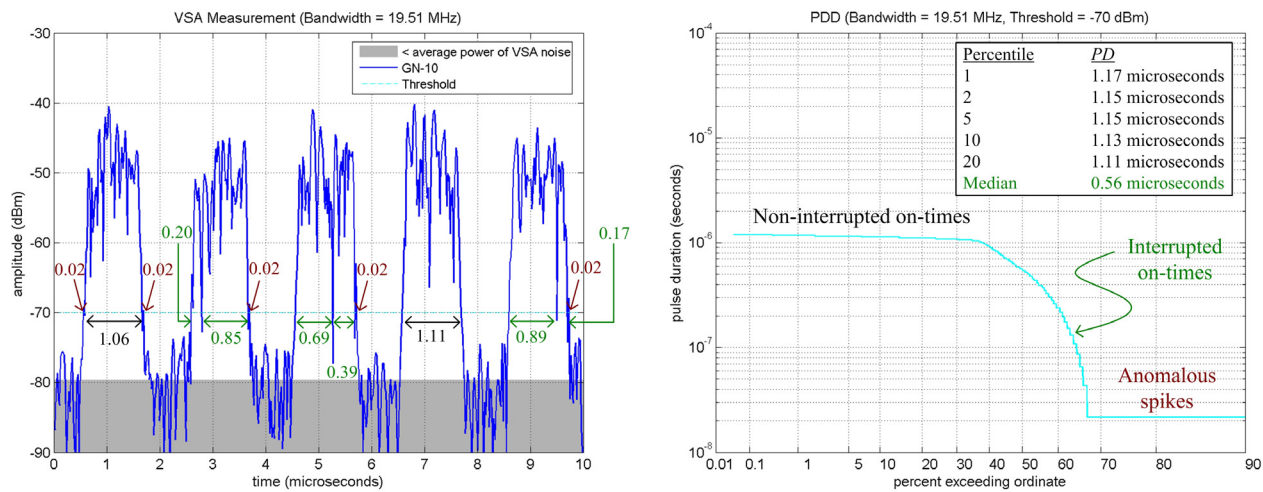 VSA Measurement (Bandwidth = 19.51 MHz)
-30
-40
-50
-60
-70
-80
-90
amplitude (dBm)
< average power of VSA noise
GN-10
Threshold
0.20
0.17
0.02
0.02
0.02
0.02
0.02
1.06
0.85
0.69
0.39
1.11
0.89
0 1 2 3 4 5 6 7 8 9 10
time (microseconds)
PDD (Bandwidth = 19.51 MHz, Threshold = -70 dBm)
10^-4
10^-5
10^-6
10^-7
10^-8
pulse duration (seconds)
Percentile PD
1 1.17 microseconds
2 1.15 microseconds
5 1.15 microseconds
10 1.13 microseconds
20 1.11 microseconds
Median 0.56 microseconds
Non-interrupted on-times
Interrupted
on-times
Anomalous
spikes
0.01 0.1 1 5 10 20 30 40 50 60 70 80 90
percent exceeding ordinate